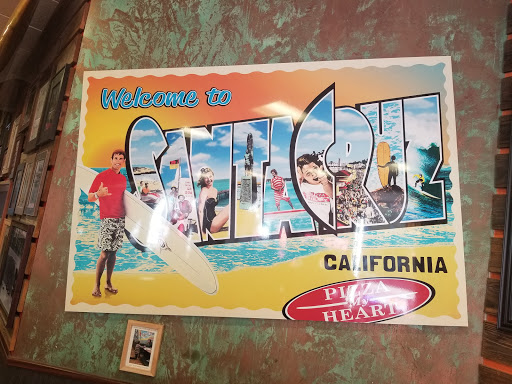 Welcome to
SANTA CRUZ
CALIFORNIA
PIZZA
My
HEART